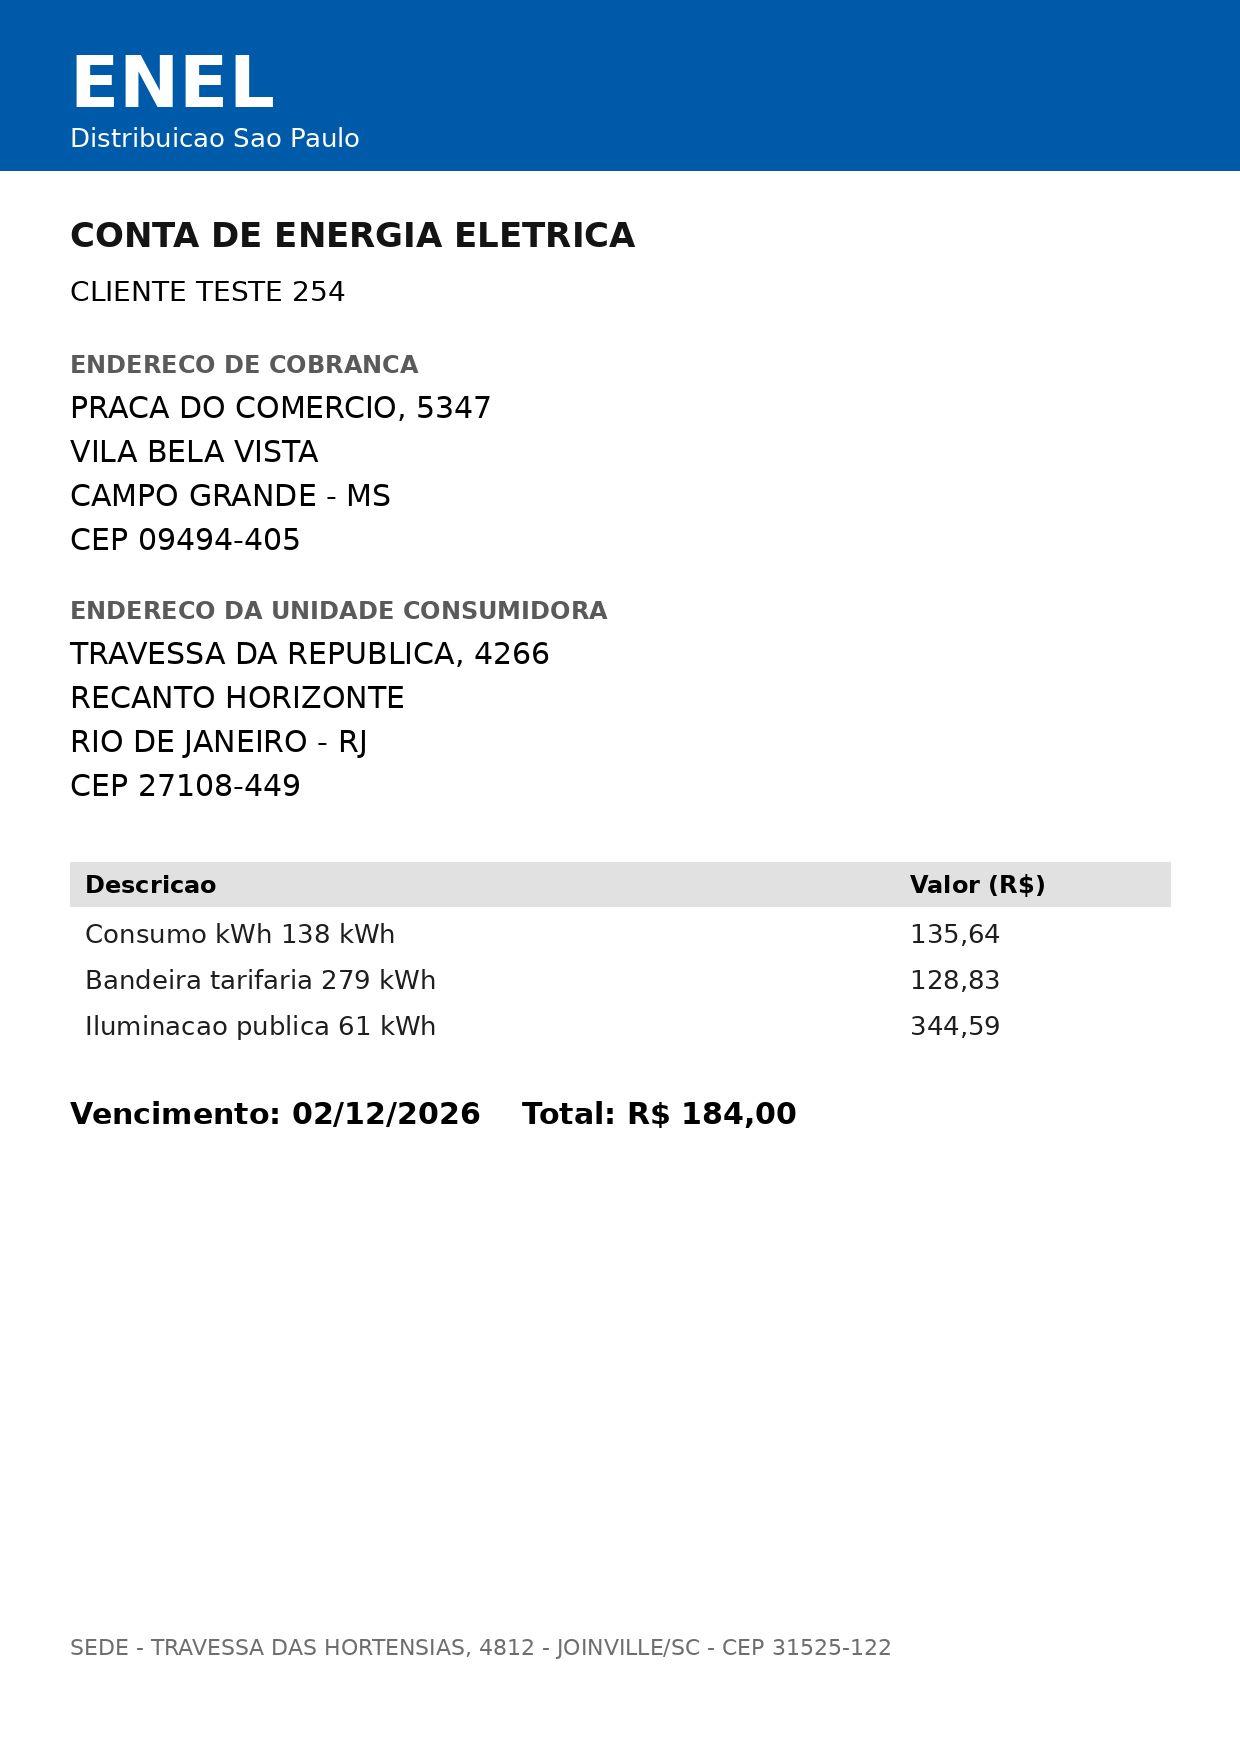 ENEL
Distribuicao Sao Paulo
CONTA DE ENERGIA ELETRICA
CLIENTE TESTE 254
ENDERECO DE COBRANCA
PRACA DO COMERCIO, 5347
VILA BELA VISTA
CAMPO GRANDE - MS
CEP 09494-405
ENDERECO DA UNIDADE CONSUMIDORA
TRAVESSA DA REPUBLICA, 4266
RECANTO HORIZONTE
RIO DE JANEIRO - RJ
CEP 27108-449
Descricao Valor (R$)
Consumo kWh 138 kWh 135,64
Bandeira tarifaria 279 kWh 128,83
Iluminacao publica 61 kWh 344,59
Vencimento: 02/12/2026 Total: R$ 184,00
SEDE - TRAVESSA DAS HORTENSIAS, 4812 - JOINVILLE/SC - CEP 31525-122